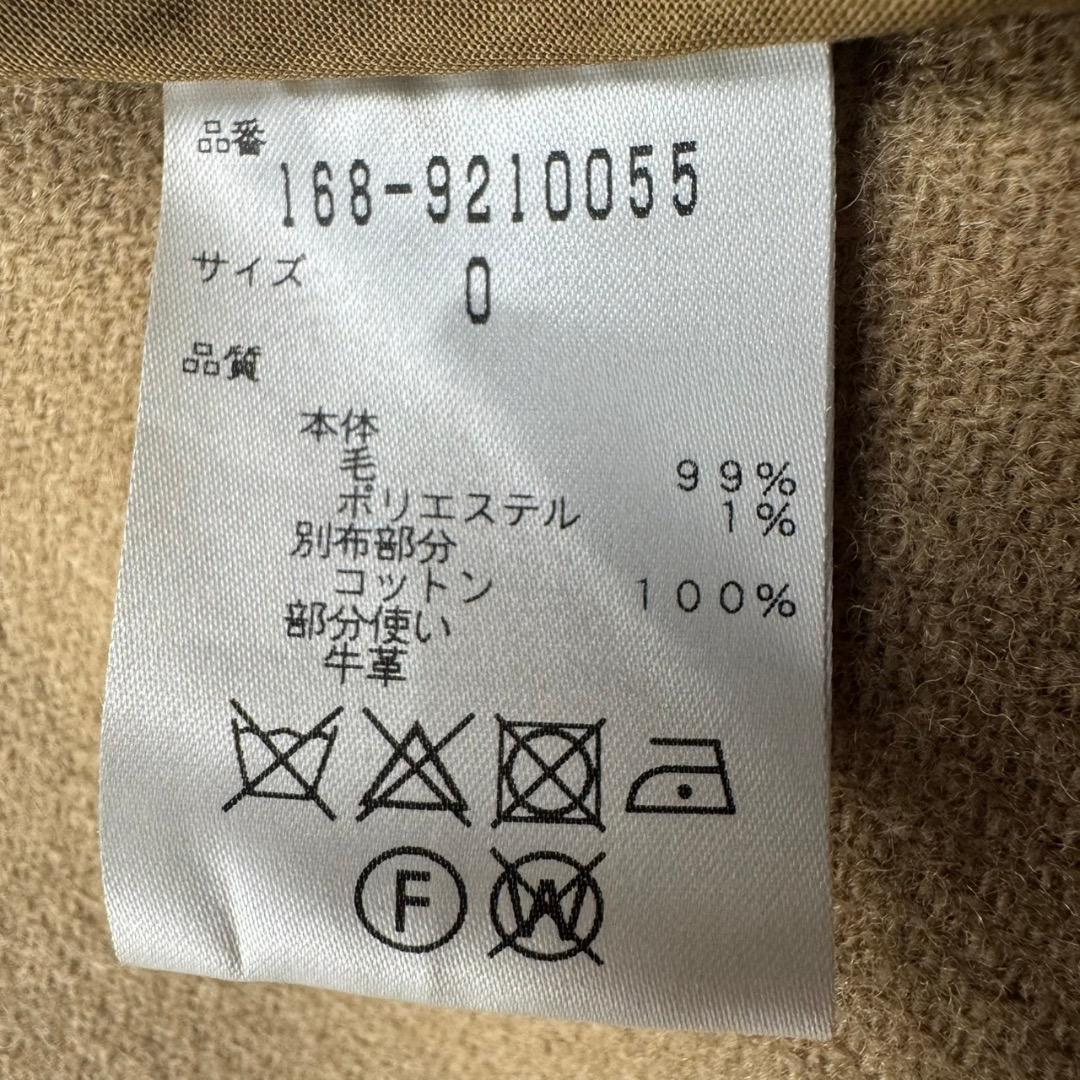 品番
168-9210055
サイズ 0
品質
本体
毛 99%
ポリエステル 1%
別布部分
コットン 100%
部分使い
牛革
F W